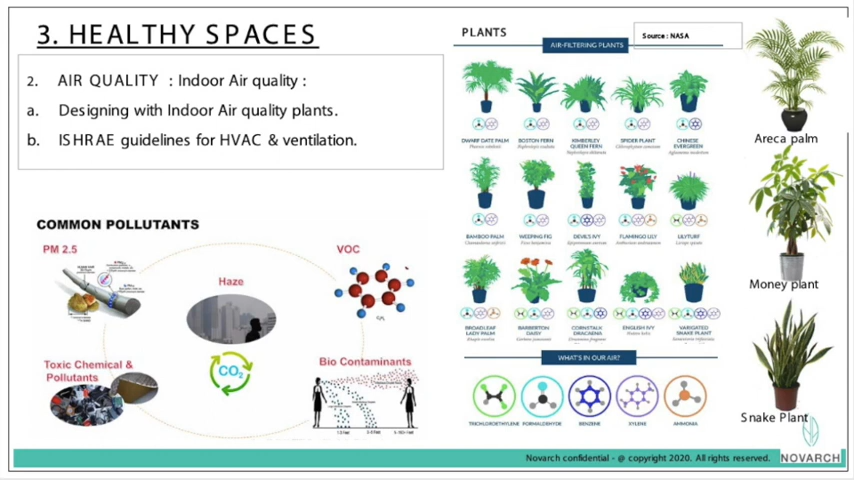 3. HEALTHY SPACES
2. AIR QUALITY : Indoor Air quality :
a. Designing with Indoor Air quality plants.
b. ISHRAE guidelines for HVAC & ventilation.
COMMON POLLUTANTS
PM 2.5
VOC
Haze
CO2
Toxic Chemical &
Pollutants
Bio Contaminants
PLANTS
Source : NASA
AIR-FILTERING PLANTS
DWARF DATE PALM
BOSTON FERN
KIMBERLEY
QUEEN FERN
SPIDER PLANT
CHINESE
EVERGREEN
BAMBOO PALM
WEEPING FIG
DEVIL'S IVY
FLAMINGO LILY
LILYTURF
BROADLEAF
LADY PALM
BARBERTON
DAISY
CORNSTALK
DRACAENA
ENGLISH IVY
VARIGATED
SNAKE PLANT
WHAT'S IN OUR AIR?
TRICHLOROETHYLENE
FORMALDEHYDE
BENZENE
XYLENE
AMMONIA
Areca palm
Money plant
Snake Plant
Novarch confidential - @ copyright 2020. All rights reserved.
NOVARCH